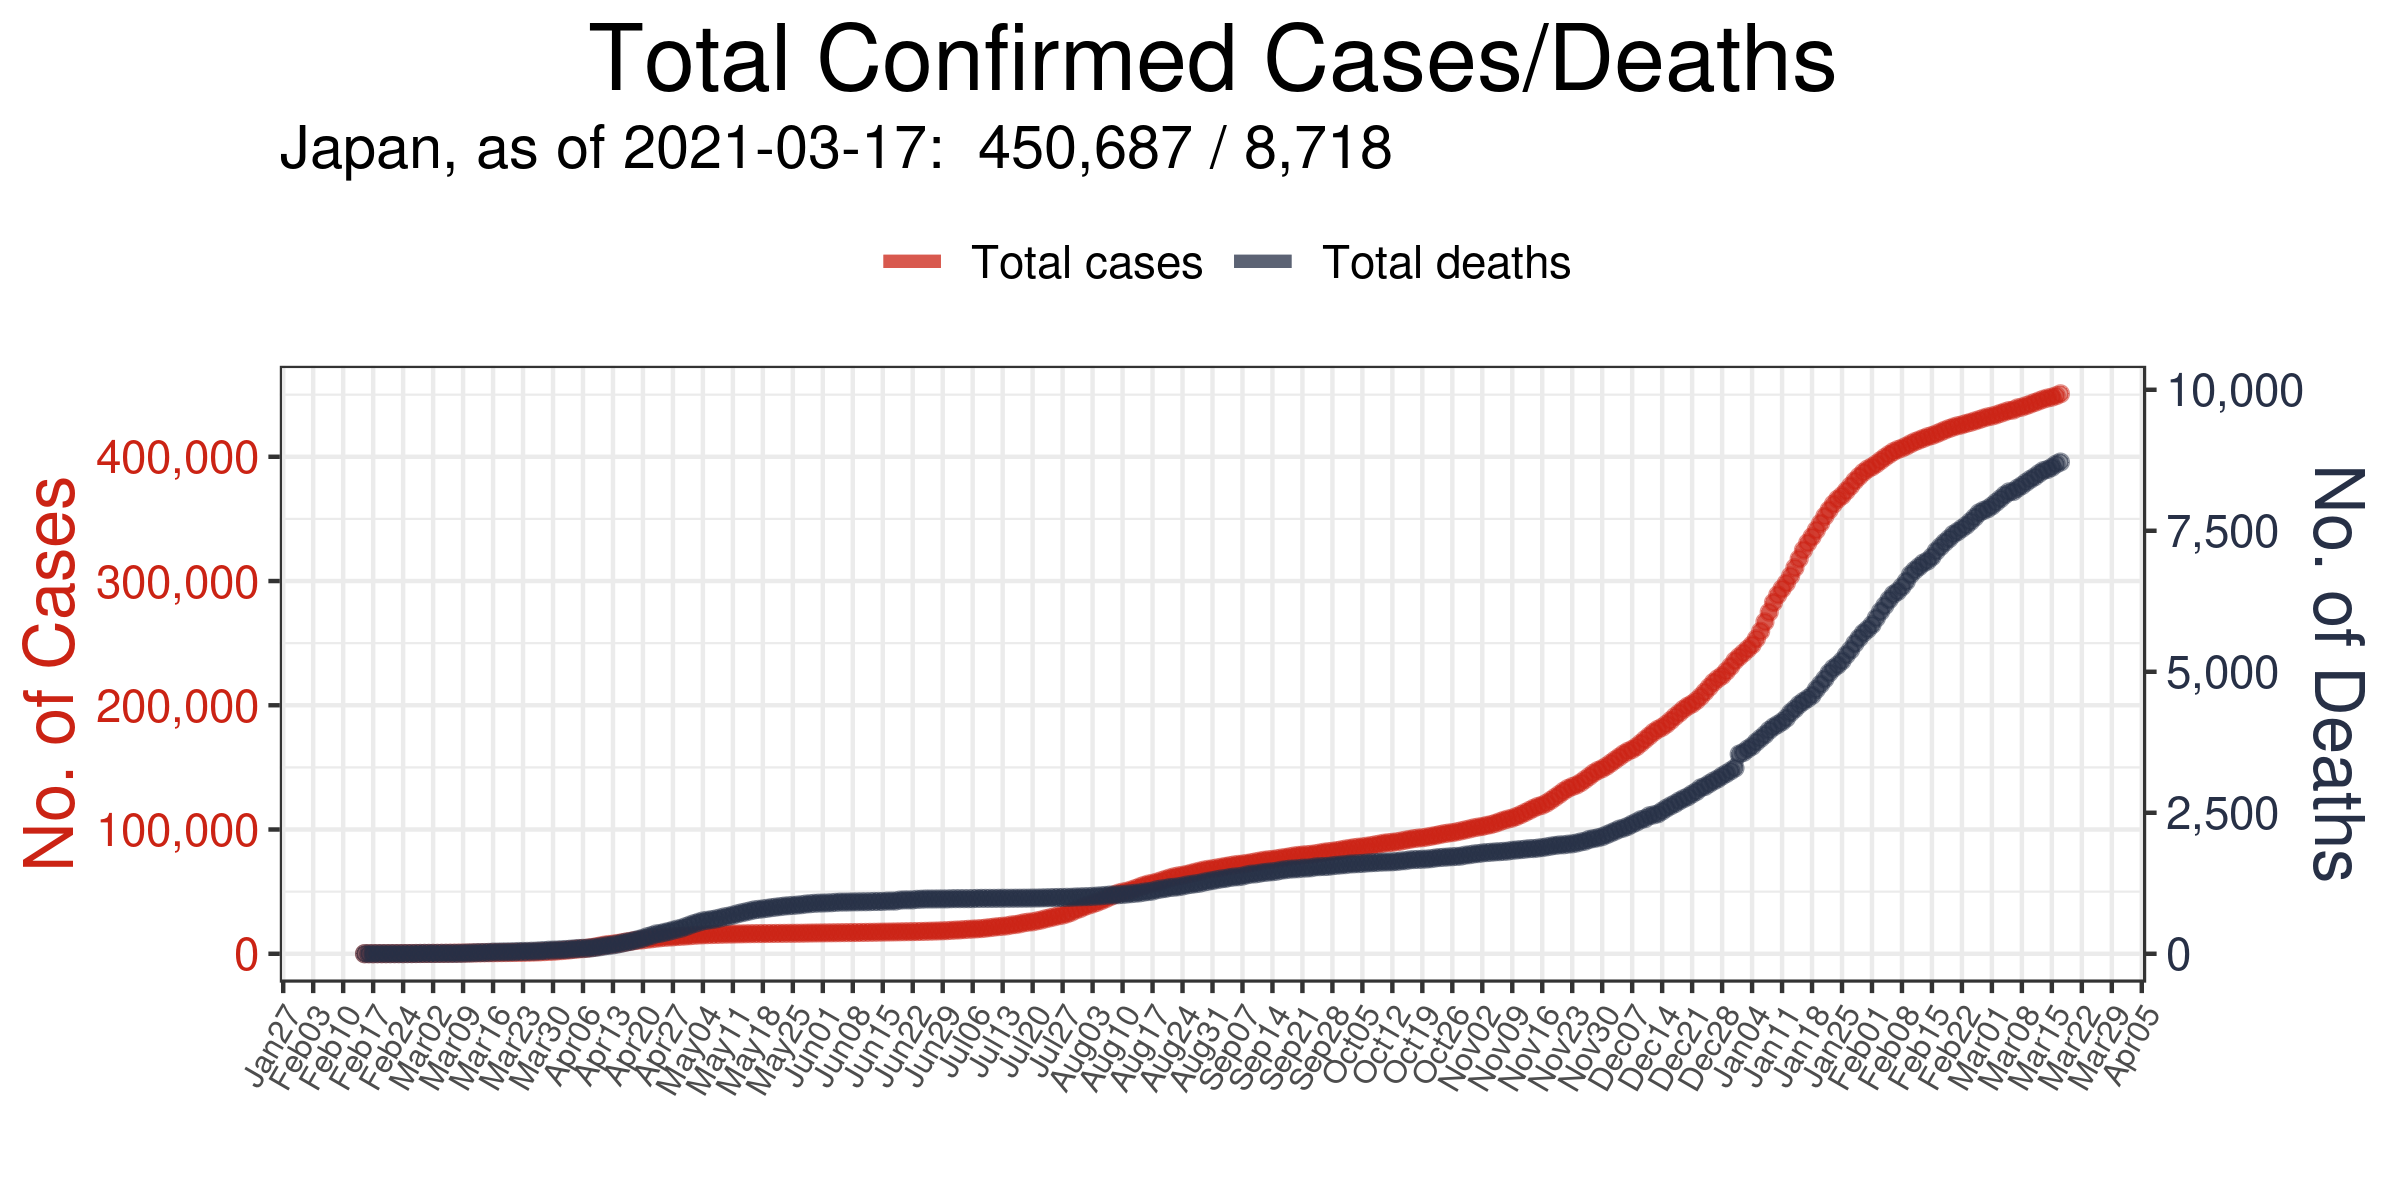 Total Confirmed Cases/Deaths
Japan, as of 2021-03-17:  450,687 / 8,718
Total cases
Total deaths
No. of Cases
400,000
300,000
200,000
100,000
0
10,000
7,500
5,000
2,500
0
No. of Deaths
Jan27
Feb03
Feb10
Feb17
Feb24
Mar02
Mar09
Mar16
Mar23
Mar30
Apr06
Apr13
Apr20
Apr27
May04
May11
May18
May25
Jun01
Jun08
Jun15
Jun22
Jun29
Jul06
Jul13
Jul20
Jul27
Aug03
Aug10
Aug17
Aug24
Aug31
Sep07
Sep14
Sep21
Sep28
Oct05
Oct12
Oct19
Oct26
Nov02
Nov09
Nov16
Nov23
Nov30
Dec07
Dec14
Dec21
Dec28
Jan04
Jan11
Jan18
Jan25
Feb01
Feb08
Feb15
Feb22
Mar01
Mar08
Mar15
Mar22
Mar29
Apr05